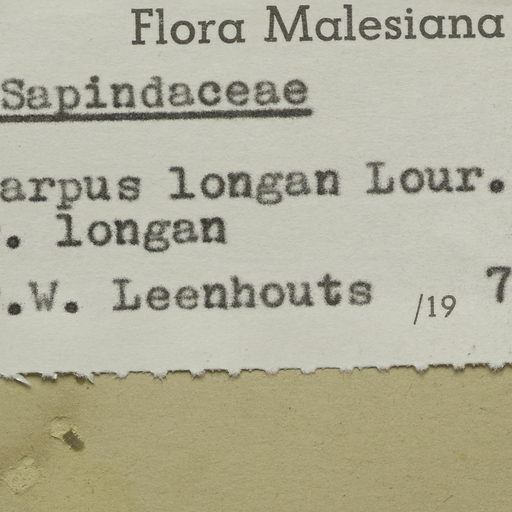 Flora Malesiana
Sapindaceae
arpus longan Lour.
. longan
.W. Leenhouts /19 7